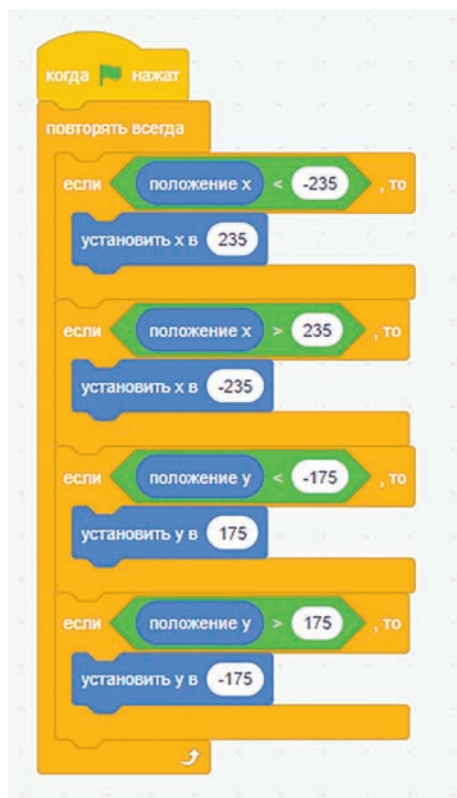 когда нажат
повторять всегда
если положение x < -235 , то
установить x в 235
если положение x > 235 , то
установить x в -235
если положение y < -175 , то
установить y в 175
если положение y > 175 , то
установить y в -175